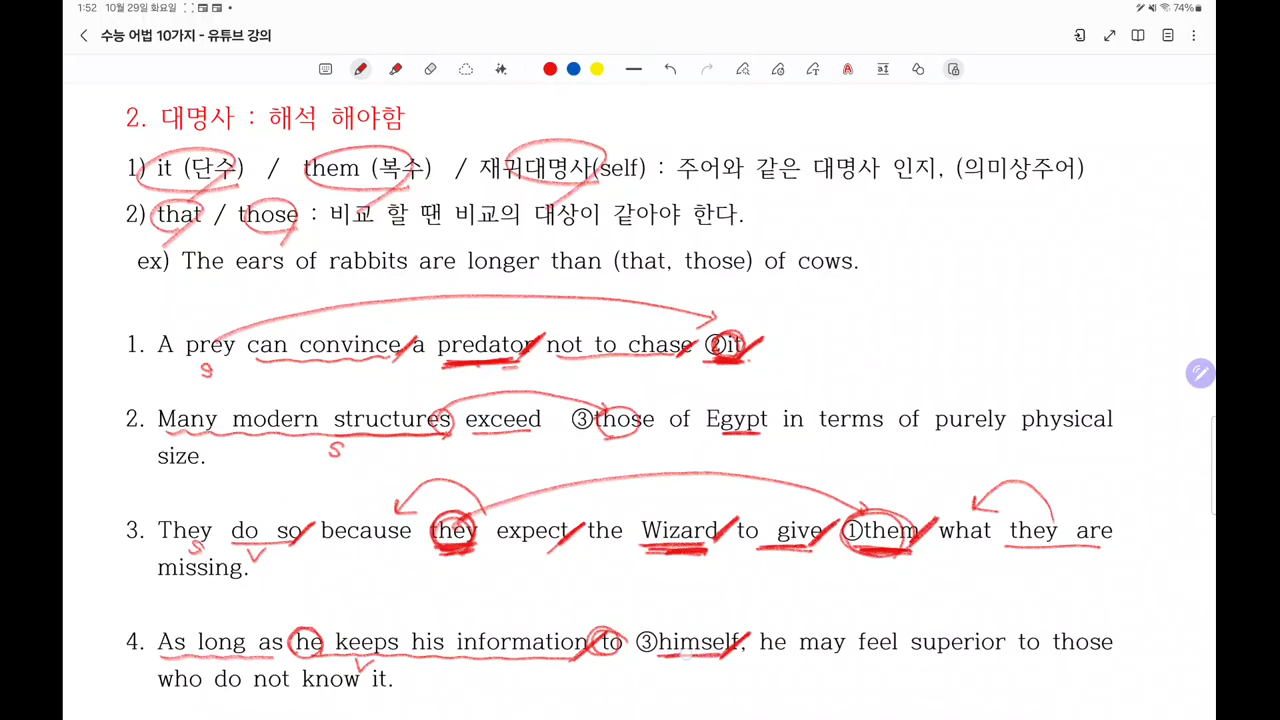 1:52 10월 29일 화요일
74%
수능 어법 10가지 - 유튜브 강의
2. 대명사 : 해석 해야함
1) it (단수) / them (복수) / 재귀대명사(self) : 주어와 같은 대명사 인지, (의미상주어)
2) that / those : 비교 할 땐 비교의 대상이 같아야 한다.
ex) The ears of rabbits are longer than (that, those) of cows.
1. A prey can convince a predator not to chase ②it
s
2. Many modern structures exceed ③those of Egypt in terms of purely physical
s
size.
3. They do so because they expect the Wizard to give ①them what they are
s v
missing.
4. As long as he keeps his information to ③himself, he may feel superior to those
v
who do not know it.